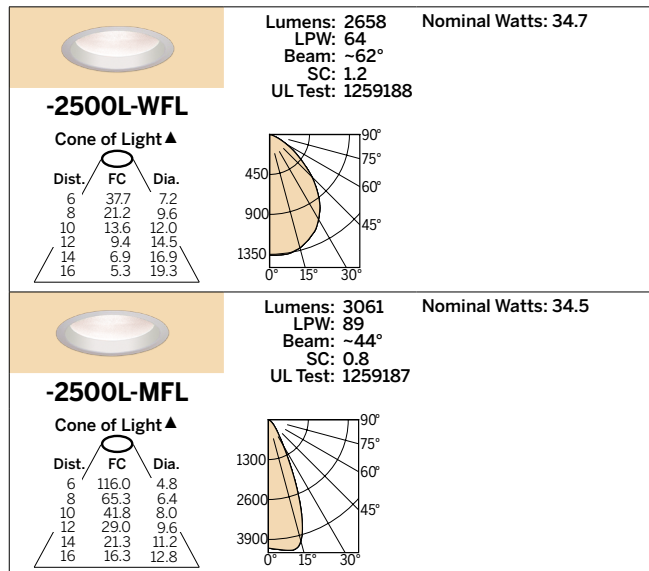 Lumens: 2658 Nominal Watts: 34.7
LPW: 64
Beam: ~62°
SC: 1.2
UL Test: 1259188
-2500L-WFL
Cone of Light▲
Dist. FC Dia.
6 37.7 7.2
8 21.2 9.6
10 13.6 12.0
12 9.4 14.5
14 6.9 16.9
16 5.3 19.3
90°
75°
60°
45°
450
900
1350
0° 15° 30°
Lumens: 3061 Nominal Watts: 34.5
LPW: 89
Beam: ~44°
SC: 0.8
UL Test: 1259187
-2500L-MFL
Cone of Light▲
Dist. FC Dia.
6 116.0 4.8
8 65.3 6.4
10 41.8 8.0
12 29.0 9.6
14 21.3 11.2
16 16.3 12.8
90°
75°
60°
45°
1300
2600
3900
0° 15° 30°